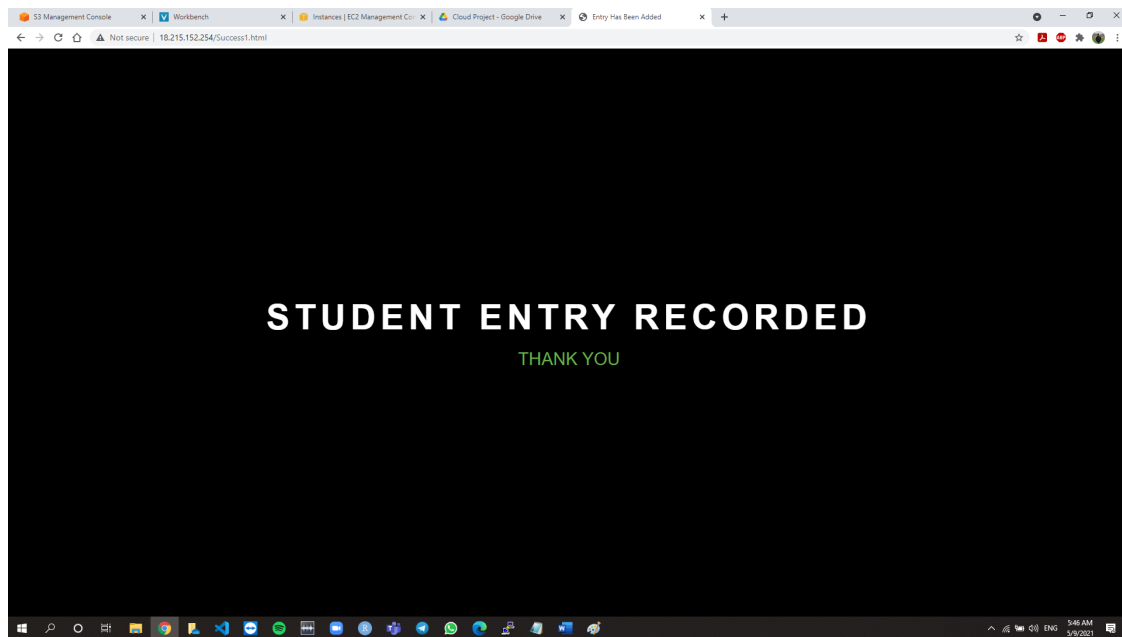 S3 Management Console
Workbench
Instances | EC2 Management Co
Cloud Project - Google Drive
Entry Has Been Added
Not secure | 18.215.152.254/Success1.html
ABP
STUDENT ENTRY RECORDED
THANK YOU
ENG
5:46 AM
5/9/2021